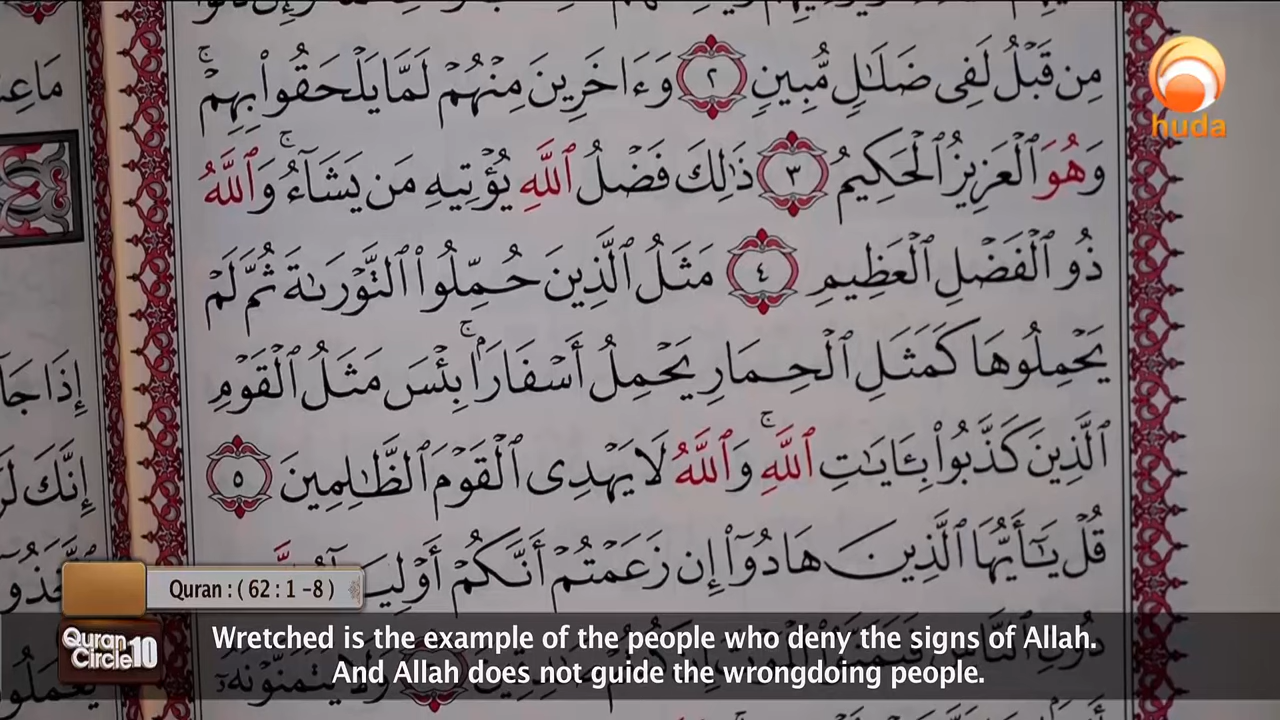 مِن قَبۡلُ لَفِي ضَلَٰلٖ مُّبِينٖ ٢ وَءَاخَرِينَ مِنۡهُمۡ لَمَّا يَلۡحَقُواْ بِهِمۡۚ
وَهُوَ ٱلۡعَزِيزُ ٱلۡحَكِيمُ ٣ ذَٰلِكَ فَضۡلُ ٱللَّهِ يُؤۡتِيهِ مَن يَشَآءُۚ وَٱللَّهُ
ذُو ٱلۡفَضۡلِ ٱلۡعَظِيمِ ٤ مَثَلُ ٱلَّذِينَ حُمِّلُواْ ٱلتَّوۡرَىٰةَ ثُمَّ لَمۡ
يَحۡمِلُوهَا كَمَثَلِ ٱلۡحِمَارِ يَحۡمِلُ أَسۡفَارَۢاۚ بِئۡسَ مَثَلُ ٱلۡقَوۡمِ
ٱلَّذِينَ كَذَّبُواْ بِـَٔايَٰتِ ٱللَّهِۚ وَٱللَّهُ لَا يَهۡدِي ٱلۡقَوۡمَ ٱلظَّٰلِمِينَ ٥
قُلۡ يَٰٓأَيُّهَا ٱلَّذِينَ هَادُوٓاْ إِن زَعَمۡتُمۡ أَنَّكُمۡ
huda
Quran : ( 62 : 1 -8 )
Quran Circle10
Wretched is the example of the people who deny the signs of Allah.
And Allah does not guide the wrongdoing people.